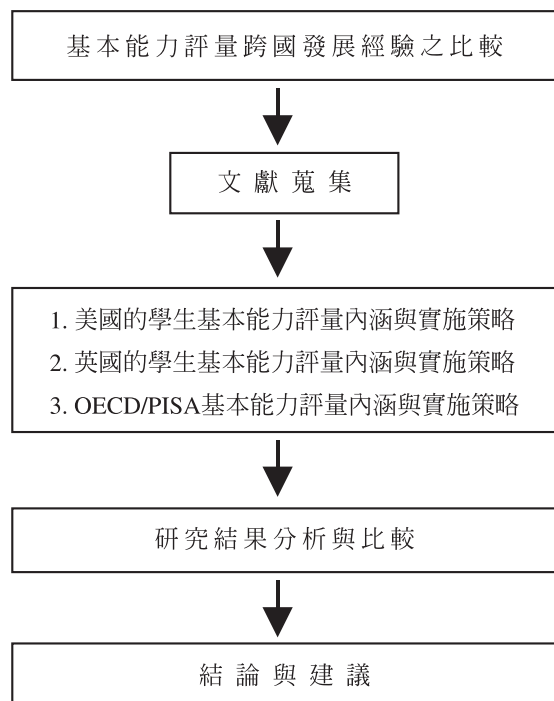 基本能力評量跨國發展經驗之比較
文獻蒐集
1. 美國的學生基本能力評量內涵與實施策略
2. 英國的學生基本能力評量內涵與實施策略
3. OECD/PISA基本能力評量內涵與實施策略
研究結果分析與比較
結論與建議